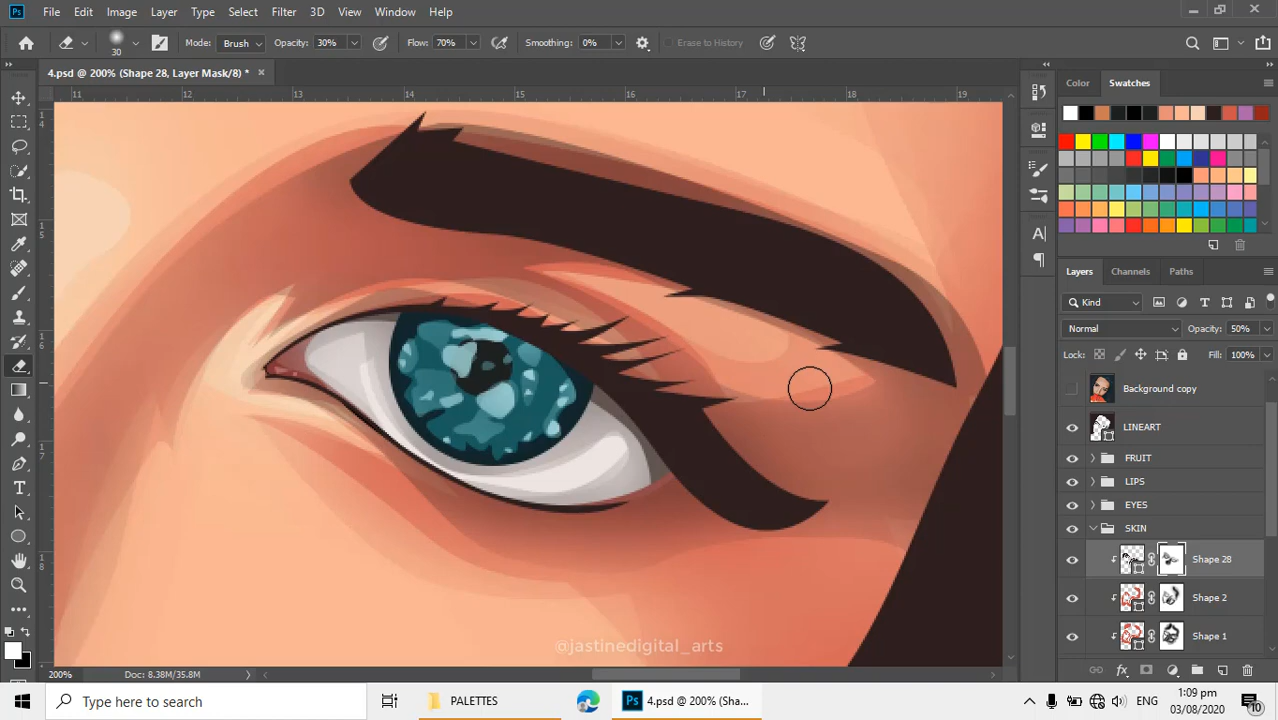 File Edit Image Layer Type Select Filter 3D View Window Help
30 Mode: Brush Opacity: 30% Flow: 70% Smoothing: 0% Erase to History
4.psd @ 200% (Shape 28, Layer Mask/8) *
11 12 13 14 15 16 17 18 19
Color Swatches
Layers Channels Paths
Kind
Normal Opacity: 50%
Lock: Fill: 100%
Background copy
LINEART
FRUIT
LIPS
EYES
SKIN
Shape 28
Shape 2
Shape 1
@jastinedigital_arts
200% Doc: 8.38M/35.8M
Type here to search PALETTES 4.psd @ 200% (Sha... 1:09 pm
03/08/2020 10